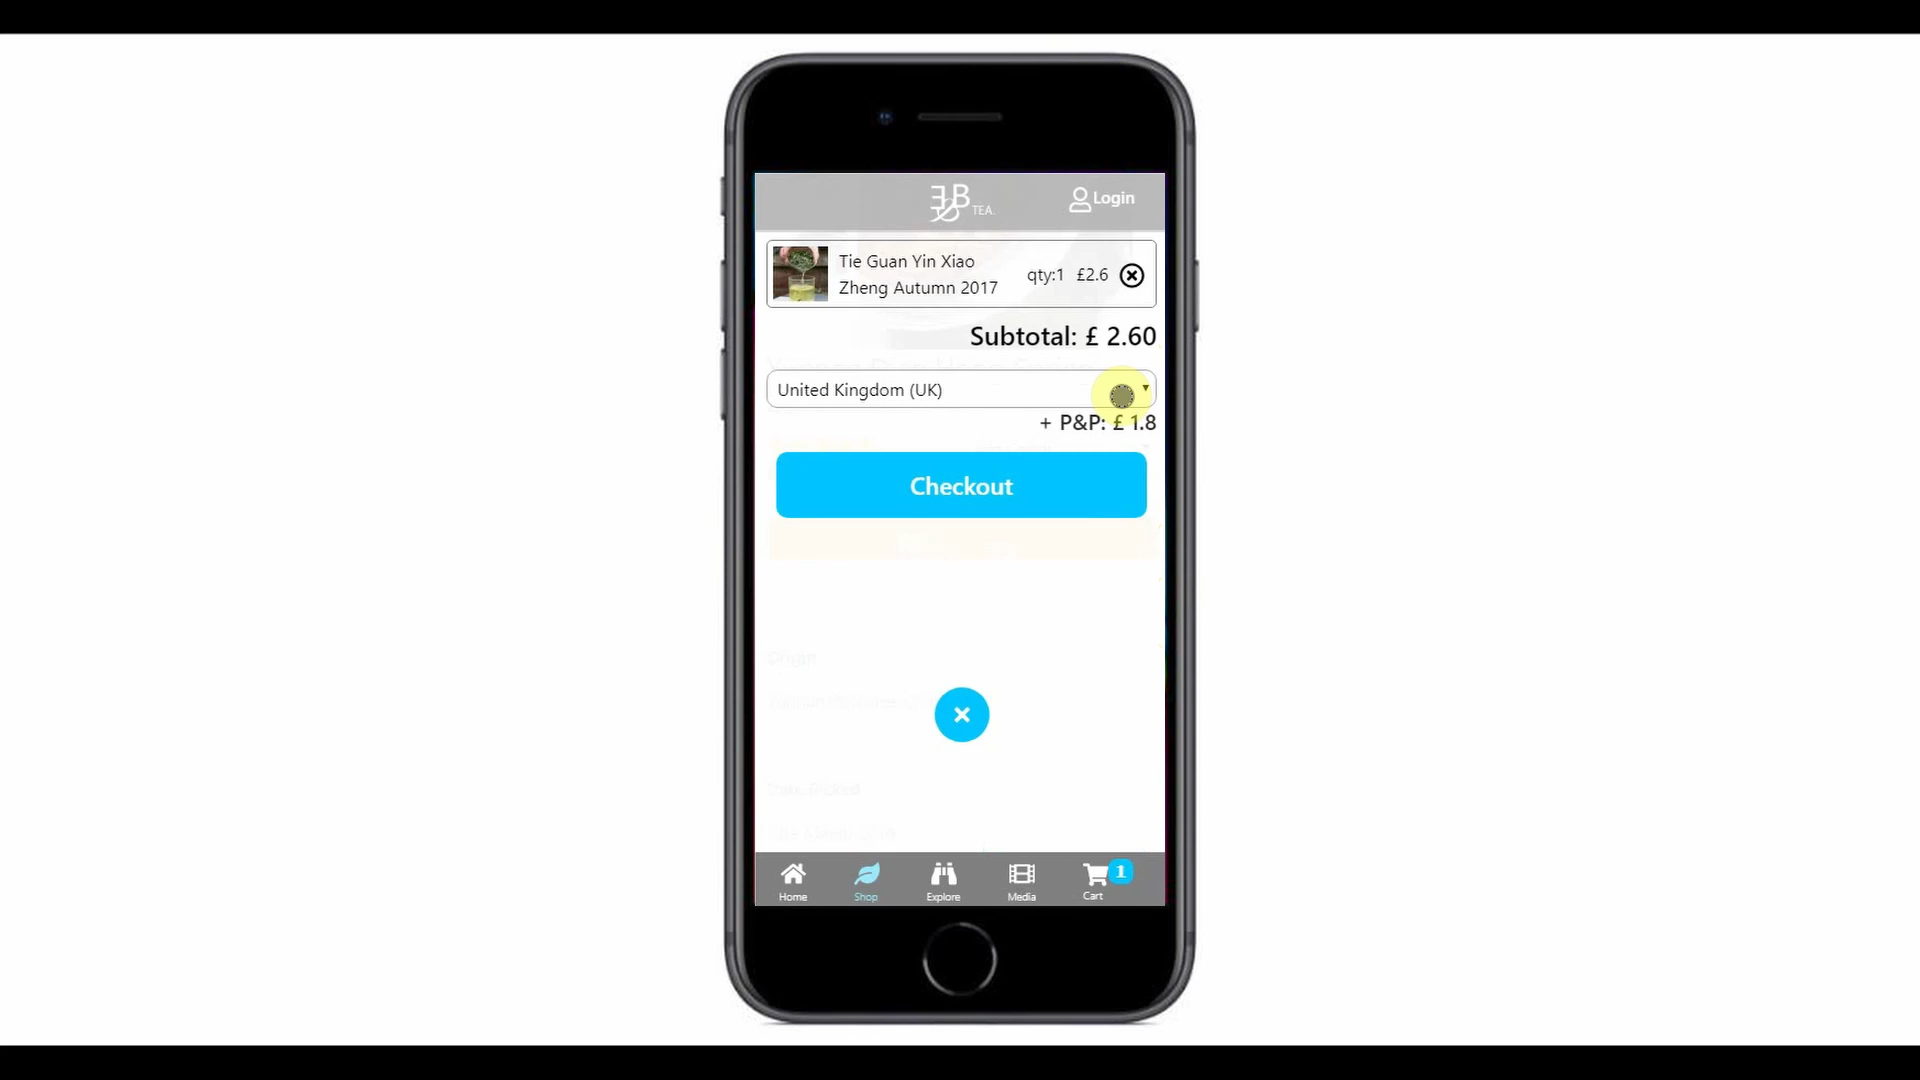 B TEA.
Login
Tie Guan Yin Xiao
Zheng Autumn 2017
qty:1 £2.6
Subtotal: £ 2.60
United Kingdom (UK)
+ P&P: £ 1.8
Checkout
Origin
Home
Shop
Explore
Media
Cart
1